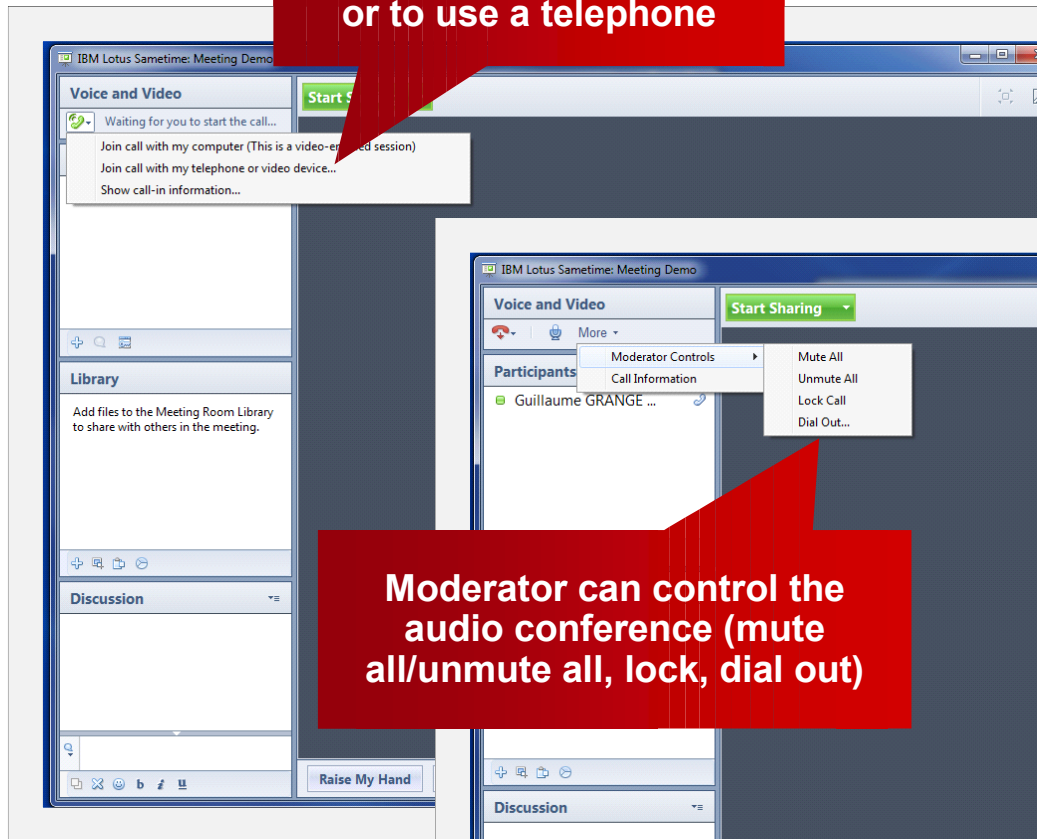 or to use a telephone
IBM Lotus Sametime: Meeting Demo
Voice and Video
Start S
Waiting for you to start the call...
Join call with my computer (This is a video-en ed session)
Join call with my telephone or video device...
Show call-in information...
Library
Add files to the Meeting Room Library
to share with others in the meeting.
Discussion
b i u
Raise My Hand
IBM Lotus Sametime: Meeting Demo
Voice and Video
Start Sharing
More
Participants
Moderator Controls
Call Information
Mute All
Unmute All
Lock Call
Dial Out...
Guillaume GRANGE ...
Moderator can control the
audio conference (mute
all/unmute all, lock, dial out)
Discussion